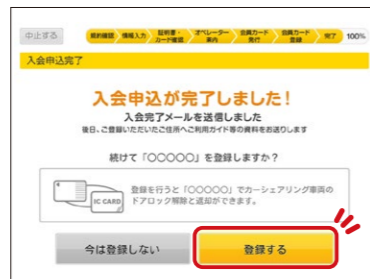 中止する
規約確認 情報入力 証明書・カード確認 オペレーター案内 会員カード発行 会員カード登録 完了 100%
入会申込完了
入会申込が完了しました!
入会完了メールを送信しました
後日、ご登録いただいたご住所へご利用ガイド等の資料をお送りします
続けて「〇〇〇〇〇」を登録しますか?
IC CARD
登録を行うと「〇〇〇〇〇」でカーシェアリング車両の
ドアロック解除と返却ができます。
今は登録しない
登録する